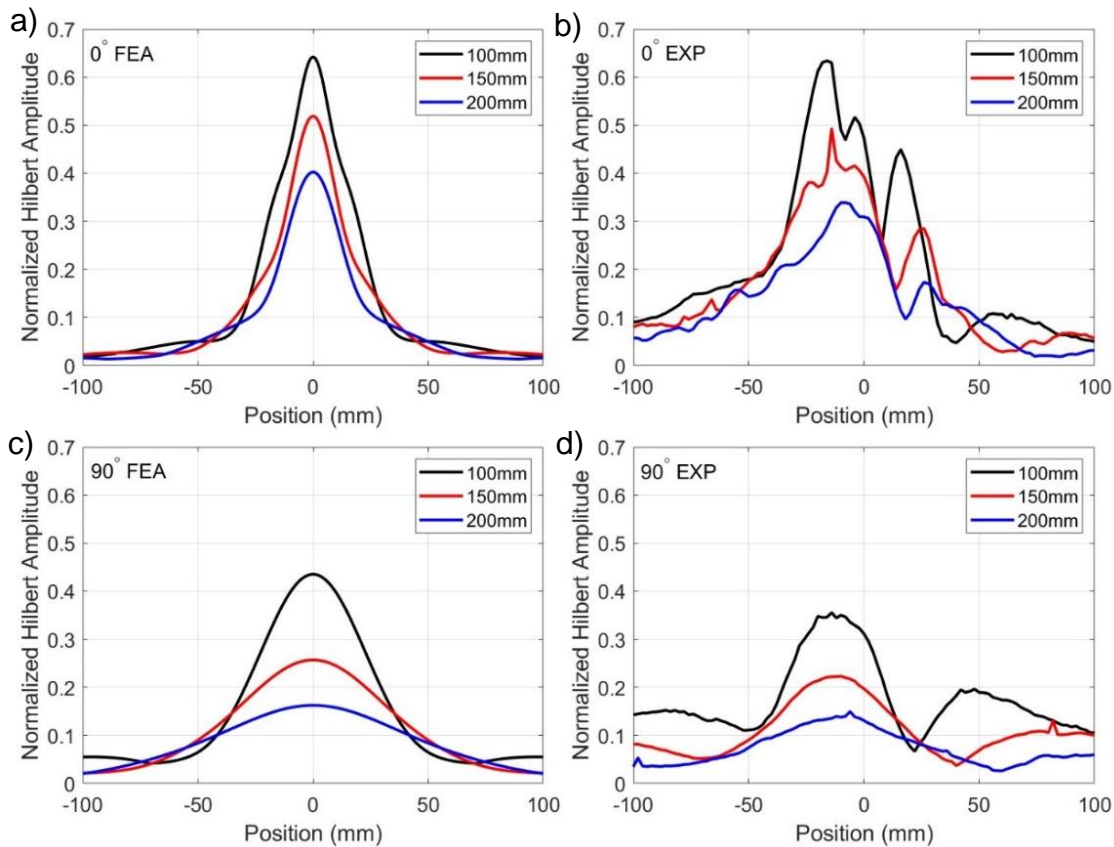 a)
0° FEA
100mm
150mm
200mm
Normalized Hilbert Amplitude
0.7
0.6
0.5
0.4
0.3
0.2
0.1
0
-100 -50 0 50 100
Position (mm)
b)
0° EXP
100mm
150mm
200mm
Normalized Hilbert Amplitude
0.7
0.6
0.5
0.4
0.3
0.2
0.1
0
-100 -50 0 50 100
Position (mm)
c)
90° FEA
100mm
150mm
200mm
Normalized Hilbert Amplitude
0.7
0.6
0.5
0.4
0.3
0.2
0.1
0
-100 -50 0 50 100
Position (mm)
d)
90° EXP
100mm
150mm
200mm
Normalized Hilbert Amplitude
0.7
0.6
0.5
0.4
0.3
0.2
0.1
0
-100 -50 0 50 100
Position (mm)